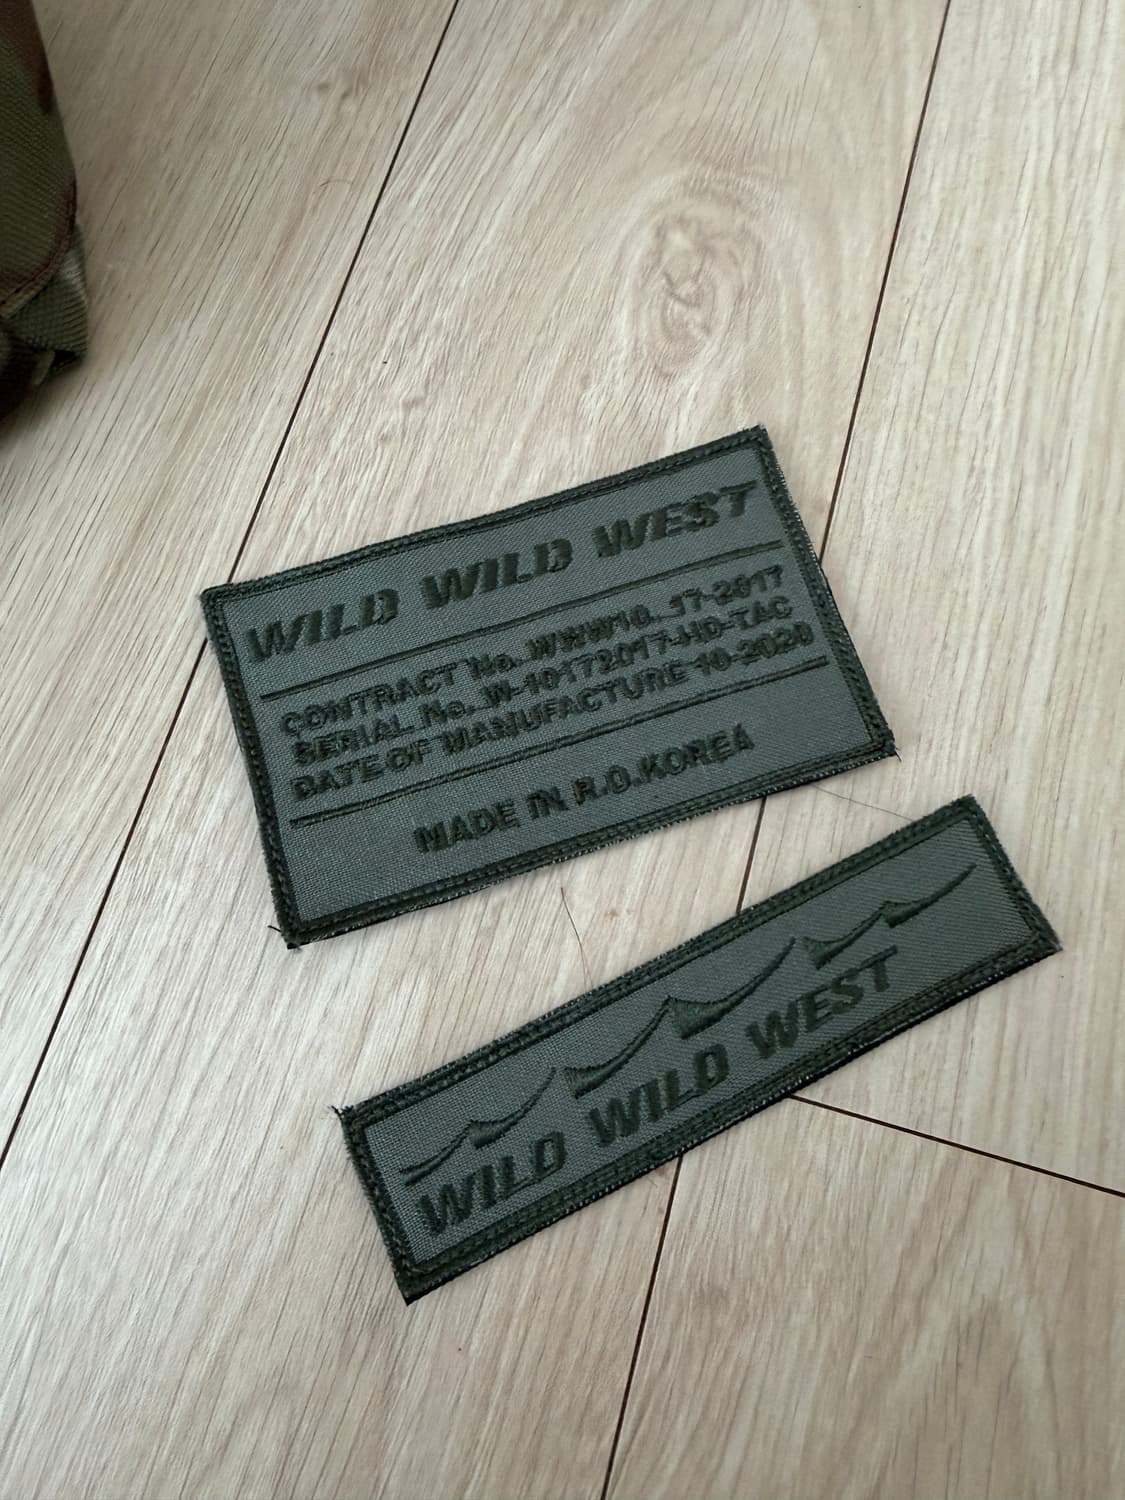 WILD WILD WEST
CONTRACT No. WWW10. 17-2017
SERIAL No. W-10172017-HD-TAC
DATE OF MANUFACTURE 10-2020
MADE IN R.O.KOREA
WILD WILD WEST